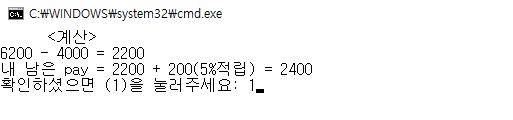 C:₩WINDOWS₩system32₩cmd.exe
<계산>
6200 - 4000 = 2200
내 남은 pay = 2200 + 200(5%적립) = 2400
확인하셨으면 (1)을 눌러주세요: 1